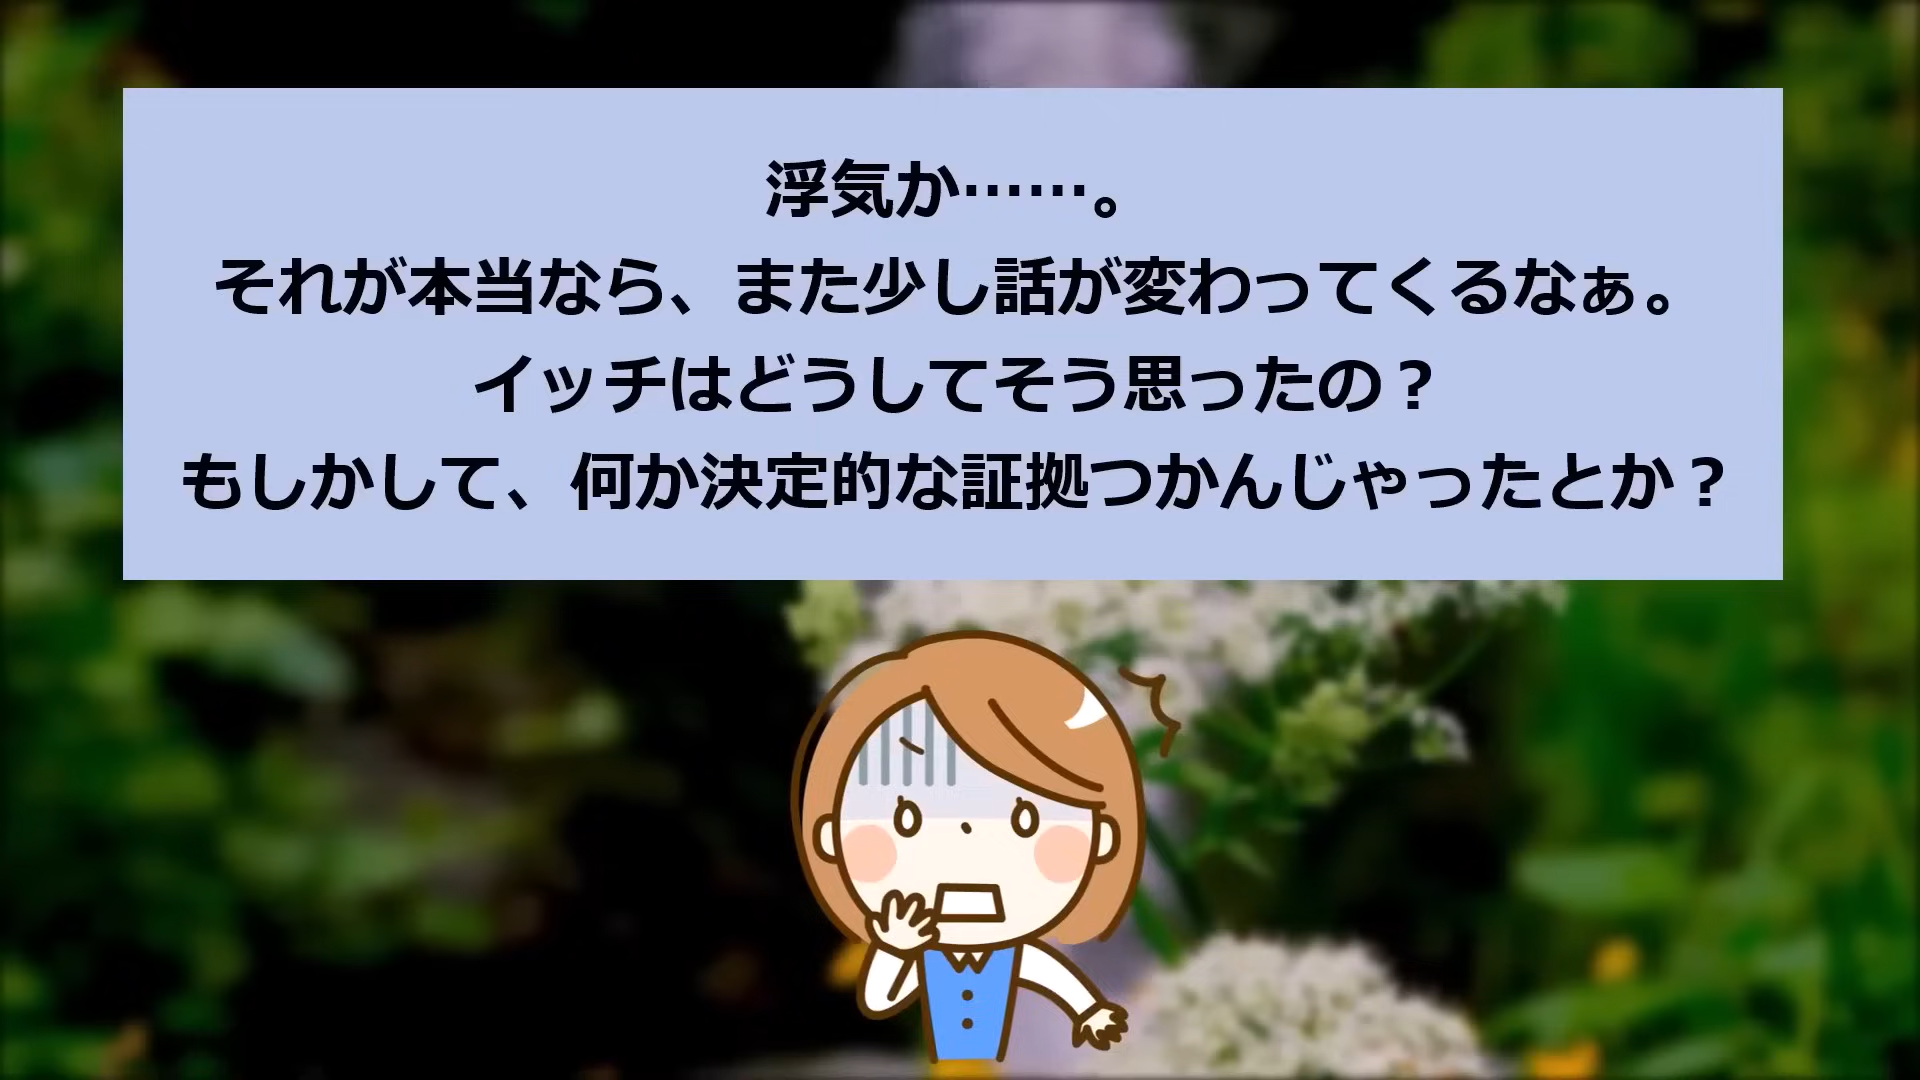 浮気か……。
それが本当なら、また少し話が変わってくるなぁ。
イッチはどうしてそう思ったの？
もしかして、何か決定的な証拠つかんじゃったとか？